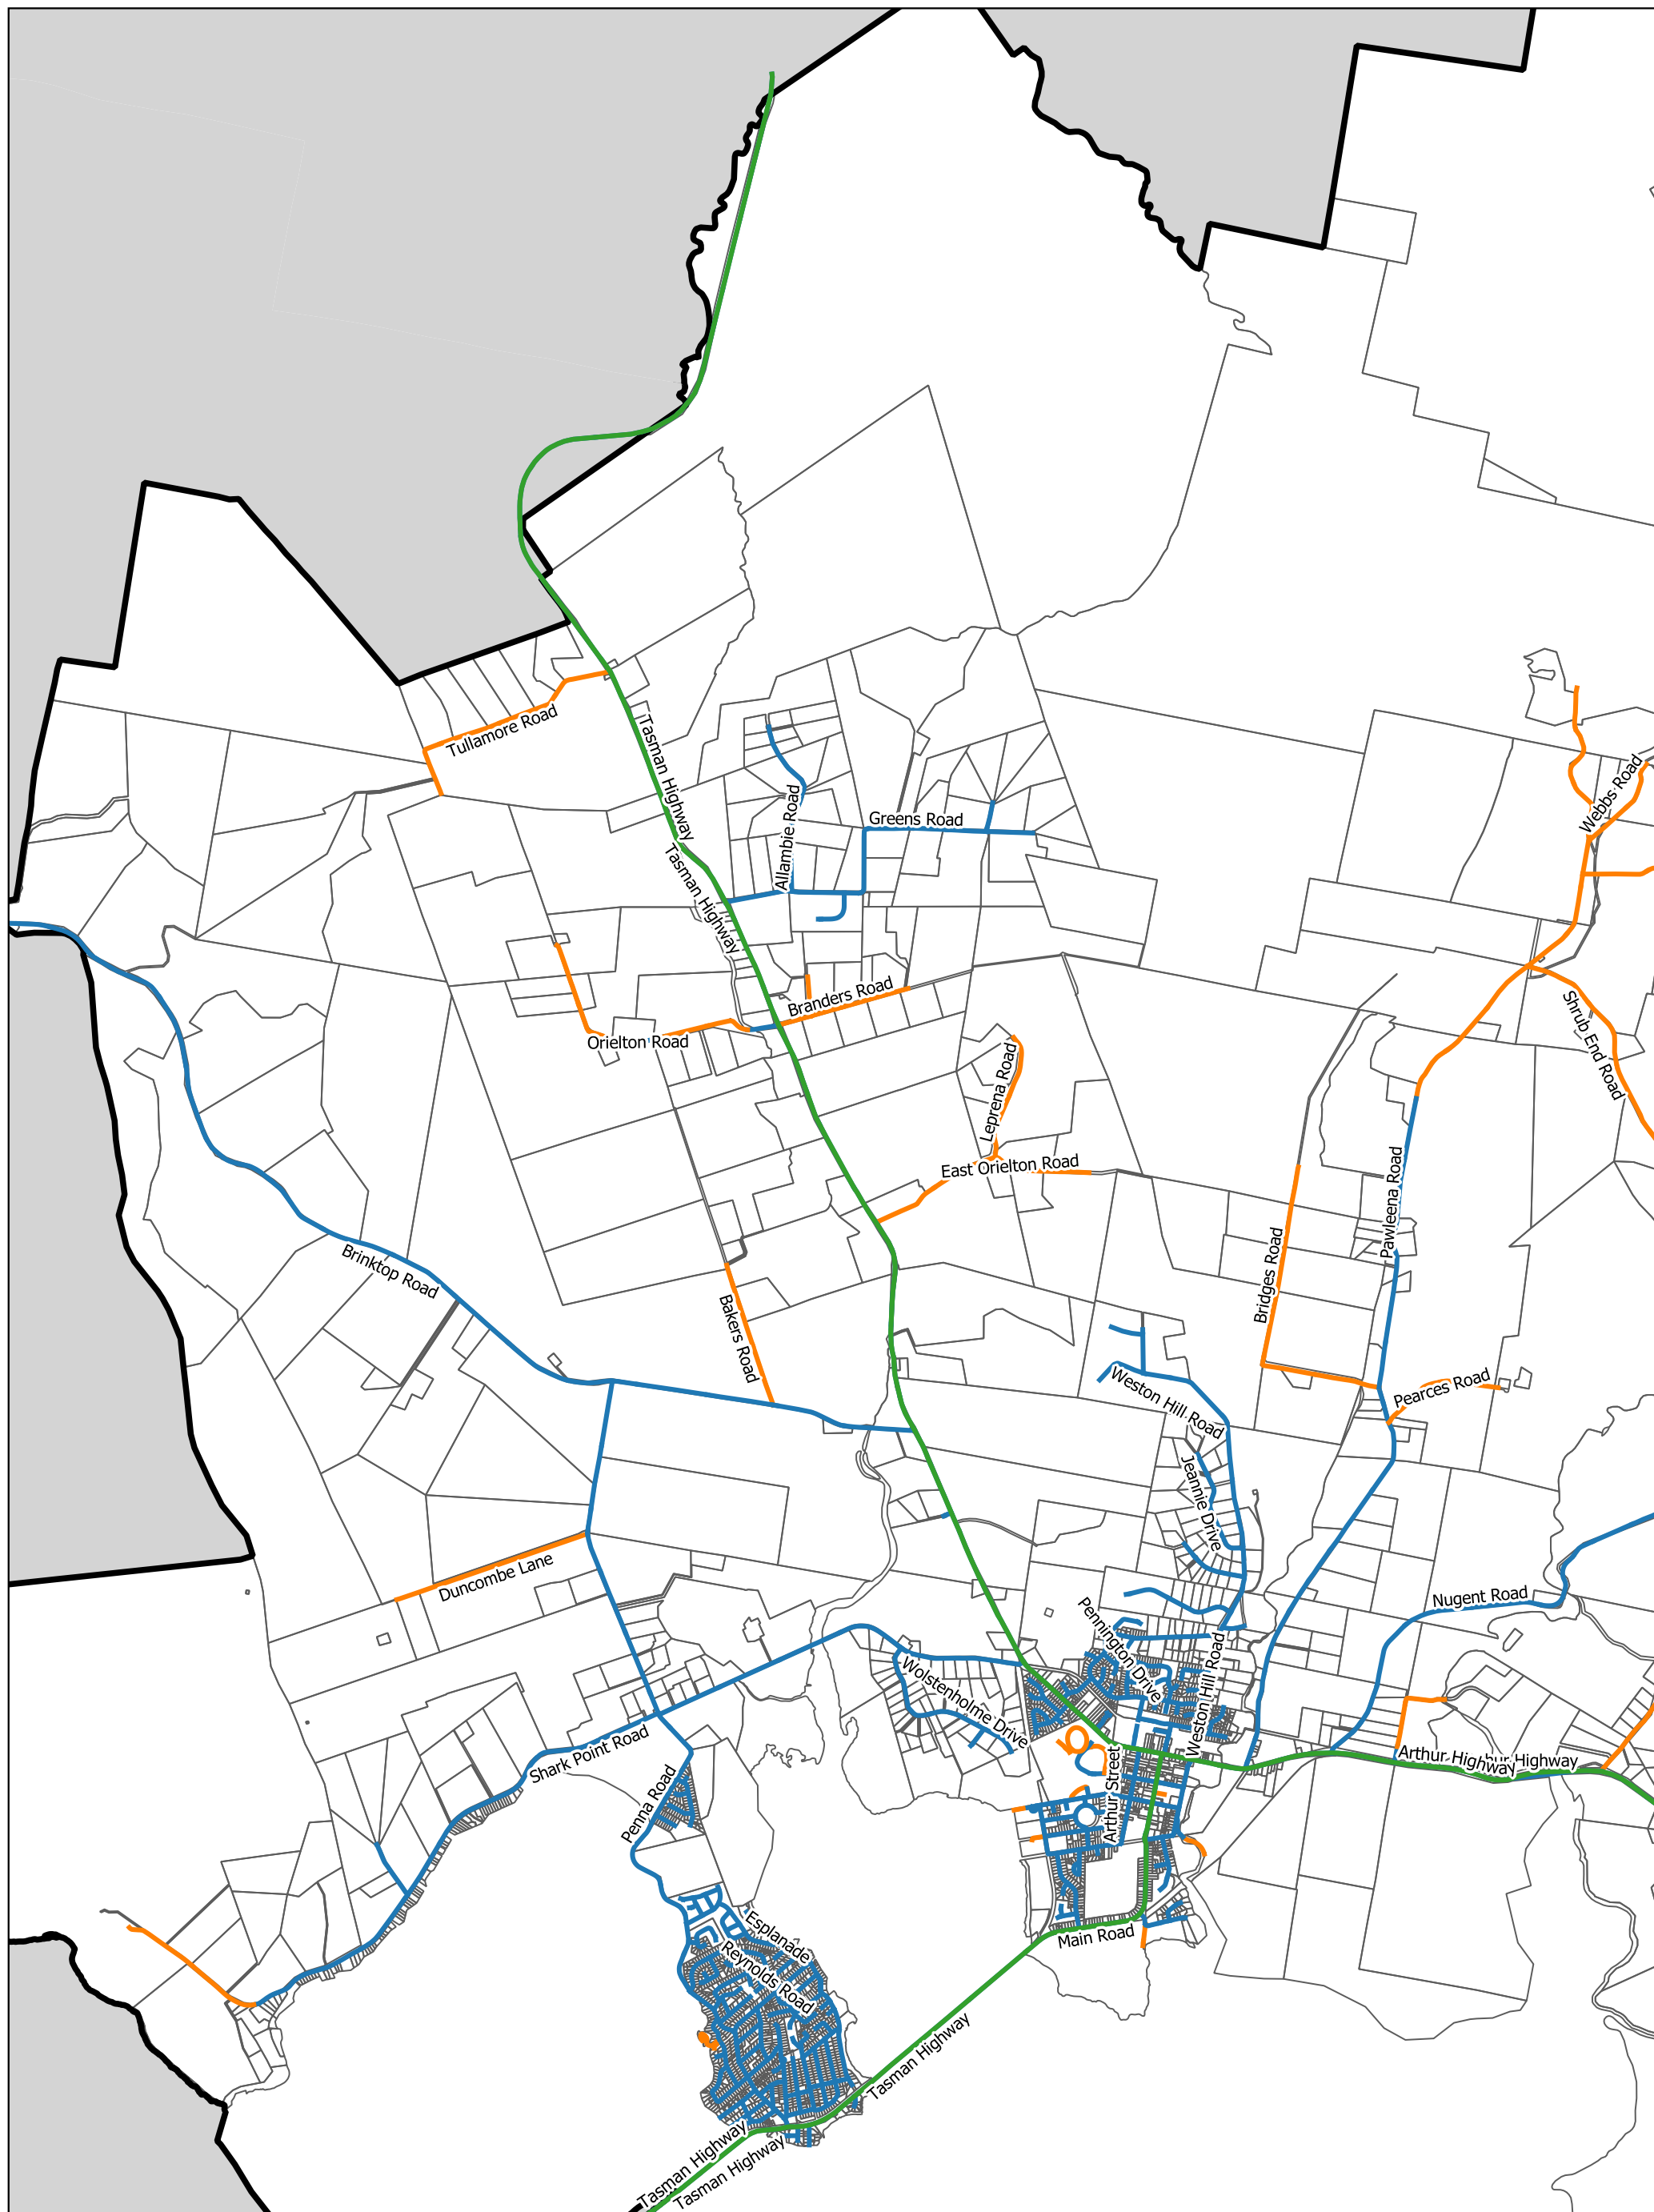 Tullamore Road
Tasman Highway
Webbs Road
Allambie Road
Greens Road
Tasman Highway
Branders Road
Shrub End Road
Orielton Road
Leprena Road
East Orielton Road
Pawleena Road
Bridges Road
Brinktop Road
Bakers Road
Weston Hill Road
Pearces Road
Jeannie Drive
Duncombe Lane
Nugent Road
Pennington Drive
Weston Hill Road
Wolstenholme Drive
Shark Point Road
Arthur Highway
Arthur Highway
Arthur Street
Penna Road
Esplanade
Main Road
Reynolds Road
Tasman Highway
Tasman Highway
Tasman Highway